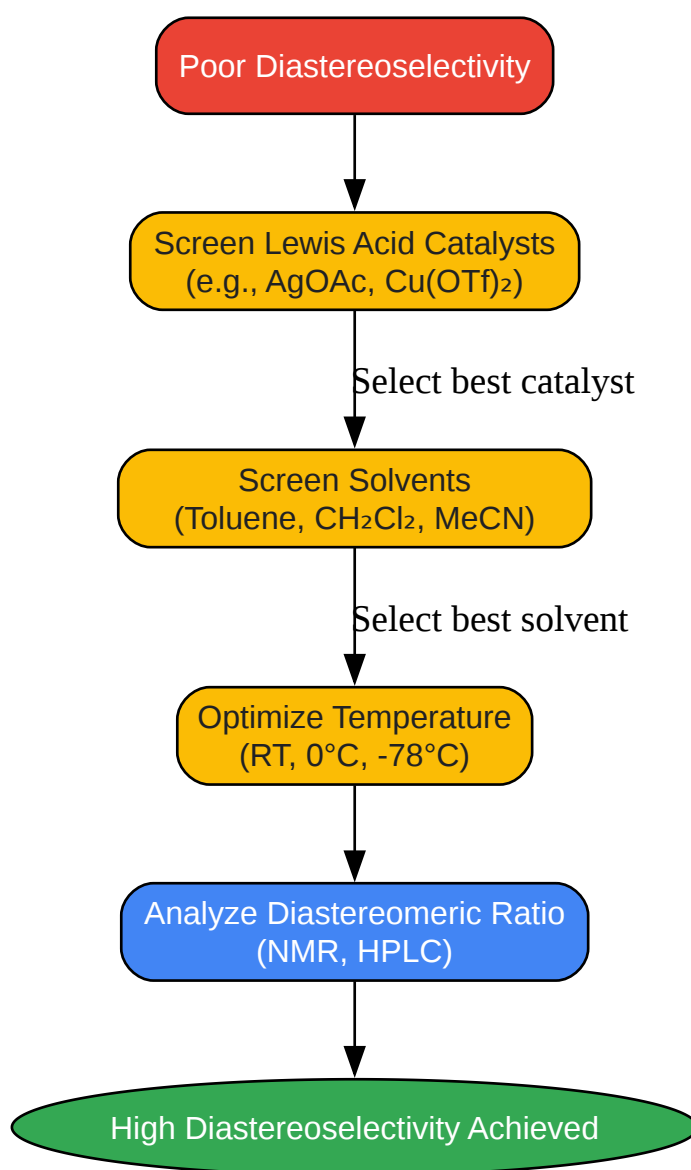 Poor Diastereoselectivity
Screen Lewis Acid Catalysts
(e.g., AgOAc, Cu(OTf)₂)
Select best catalyst
Screen Solvents
(Toluene, CH₂Cl₂, MeCN)
Select best solvent
Optimize Temperature
(RT, 0°C, -78°C)
Analyze Diastereomeric Ratio
(NMR, HPLC)
High Diastereoselectivity Achieved